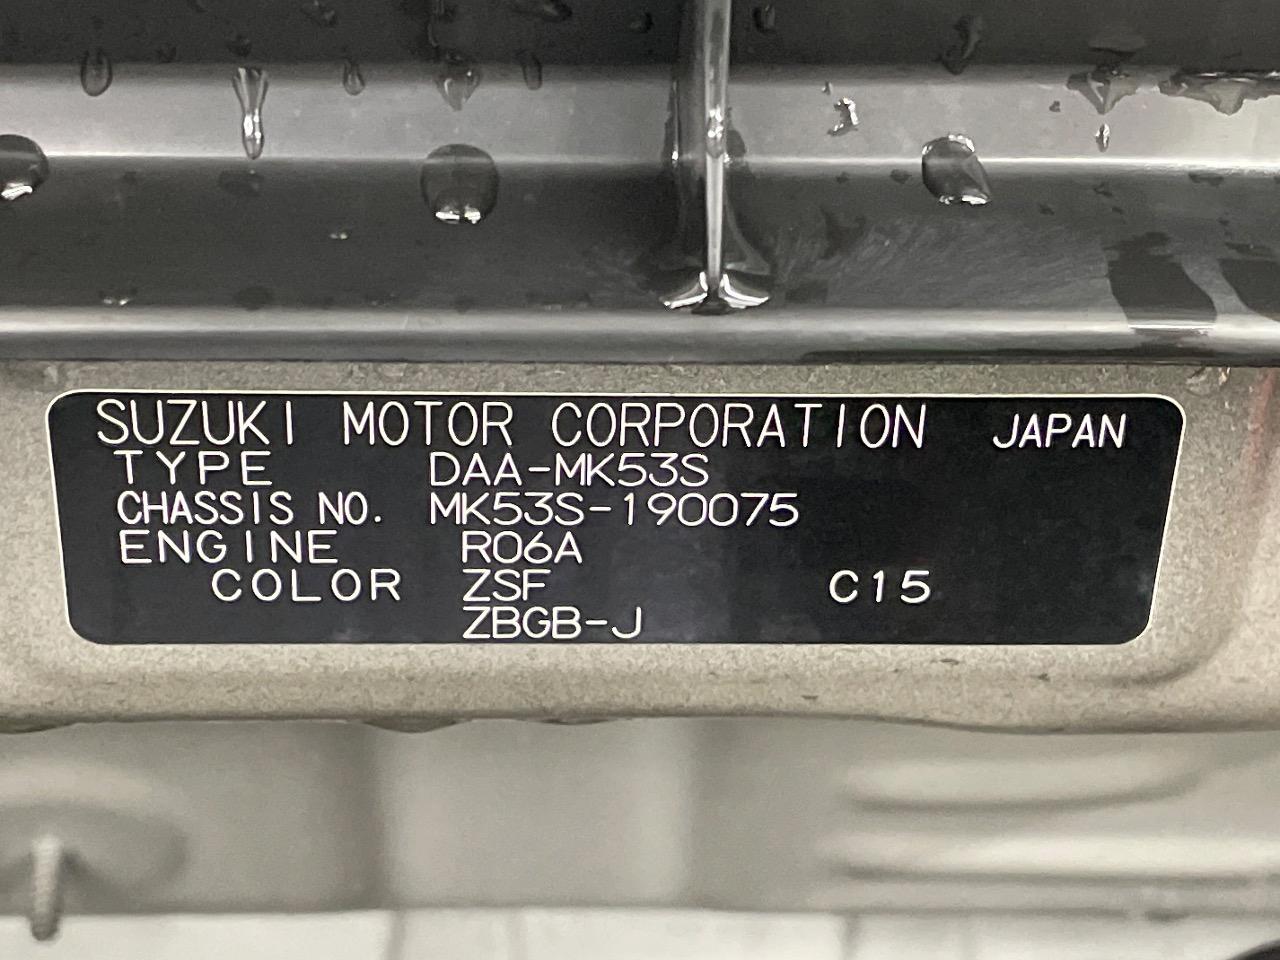 SUZUKI MOTOR CORPORATION JAPAN
TYPE DAA-MK53S
CHASSIS NO. MK53S-190075
ENGINE R06A
COLOR ZSF C15
ZBGB-J